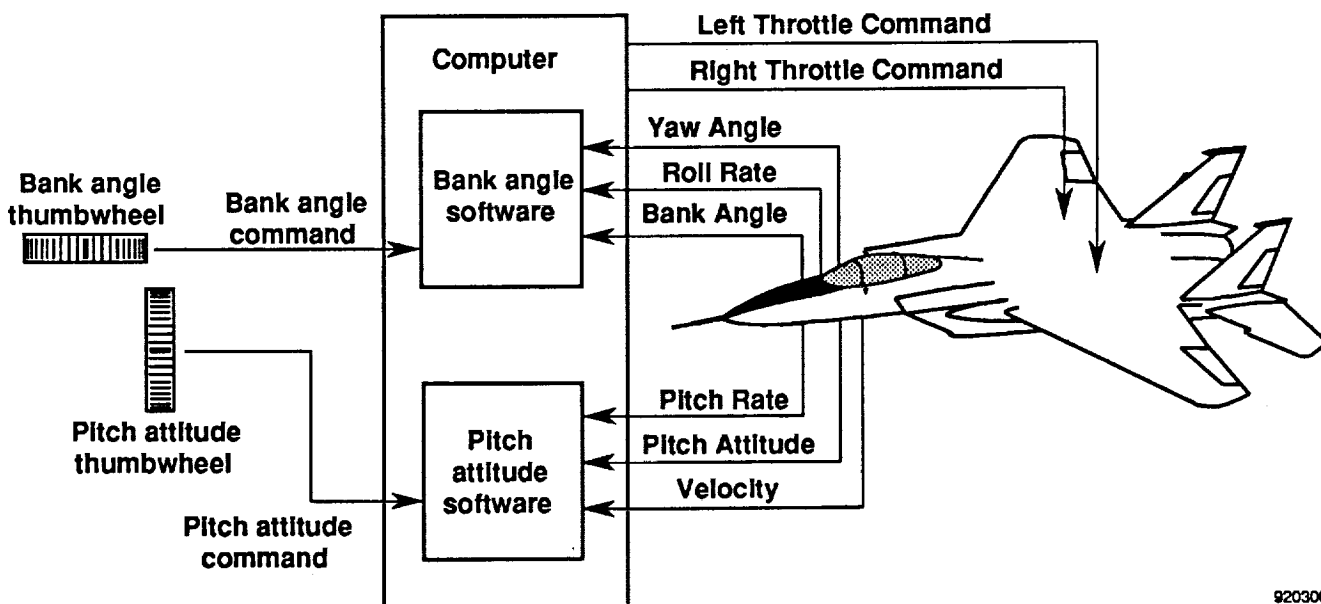 Left Throttle Command
Computer
Right Throttle Command
Yaw Angle
Roll Rate
Bank Angle
Bank angle
software
Bank angle
thumbwheel
Bank angle
command
Pitch Rate
Pitch Attitude
Velocity
Pitch
attitude
software
Pitch attitude
thumbwheel
Pitch attitude
command